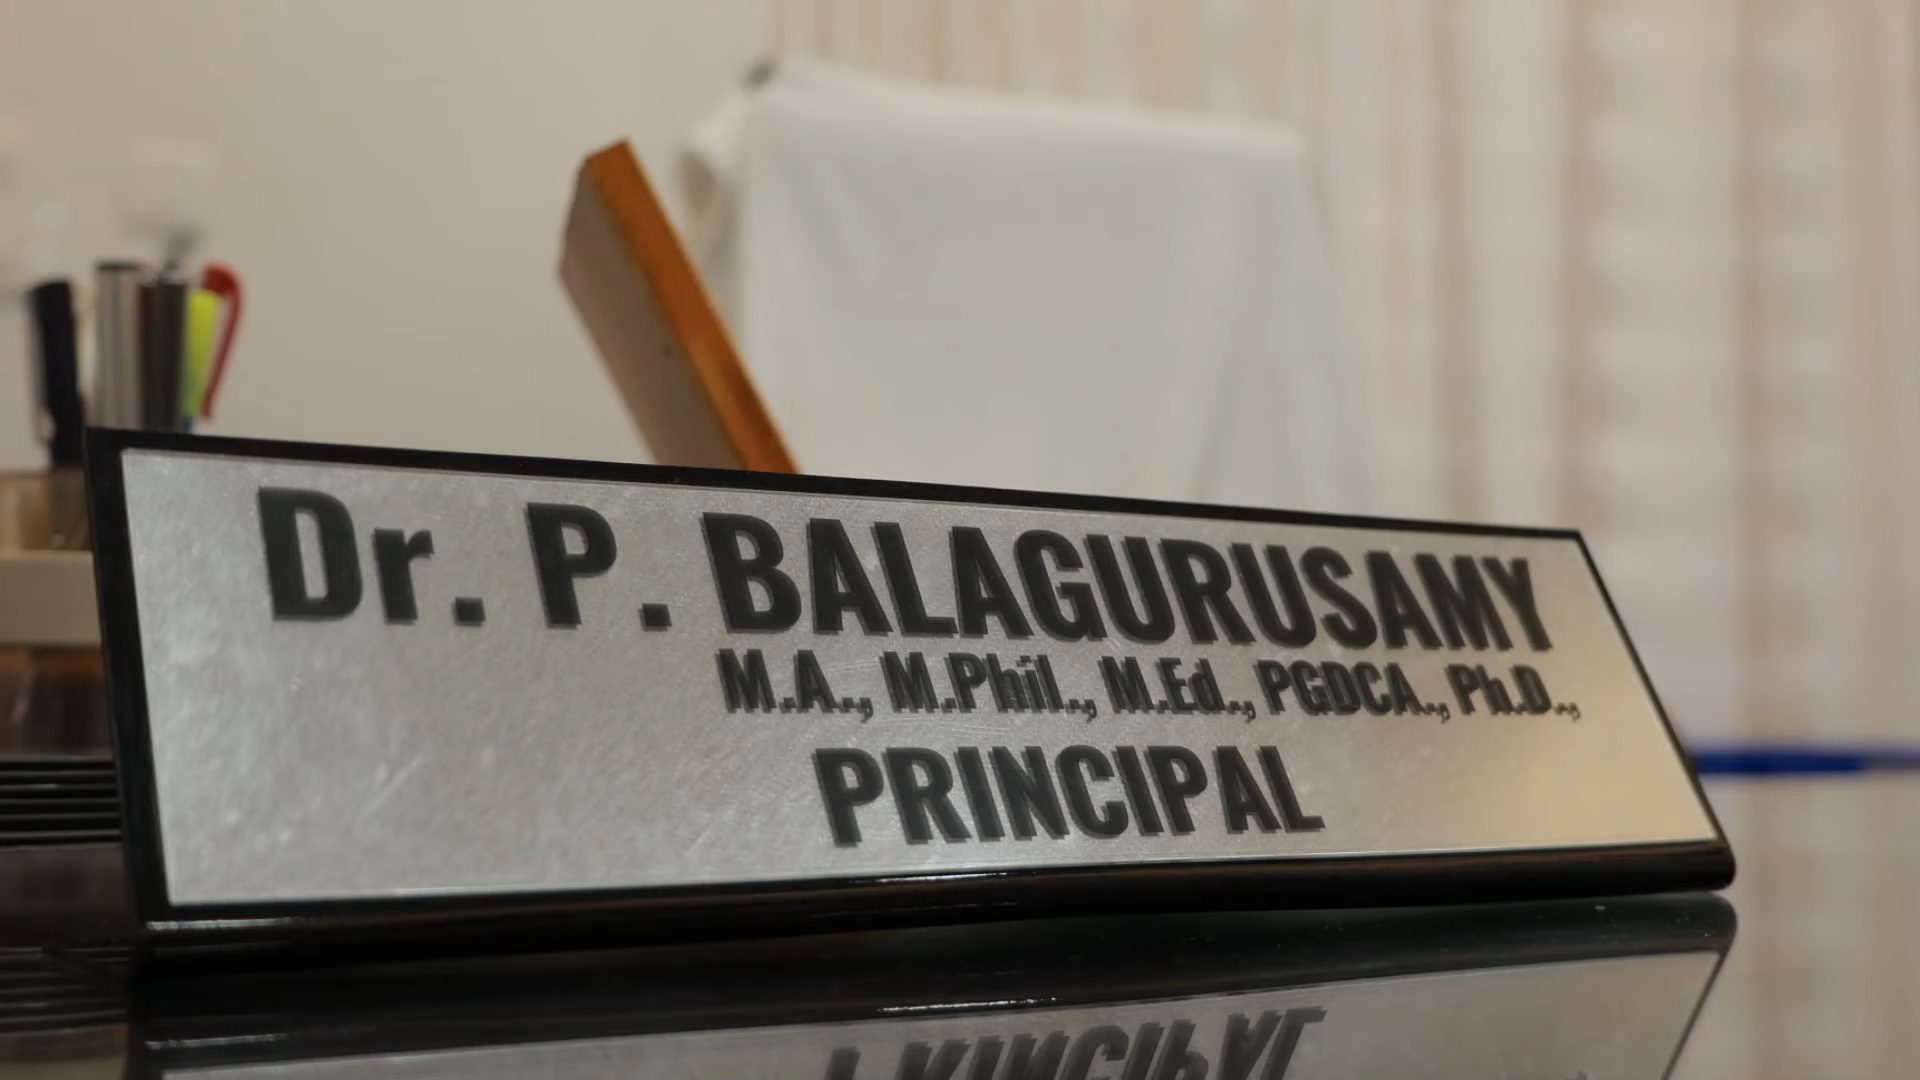 Dr. P. BALAGURUSAMY
M.A., M.Phil., M.Ed., PGDCA., Ph.D.,
PRINCIPAL